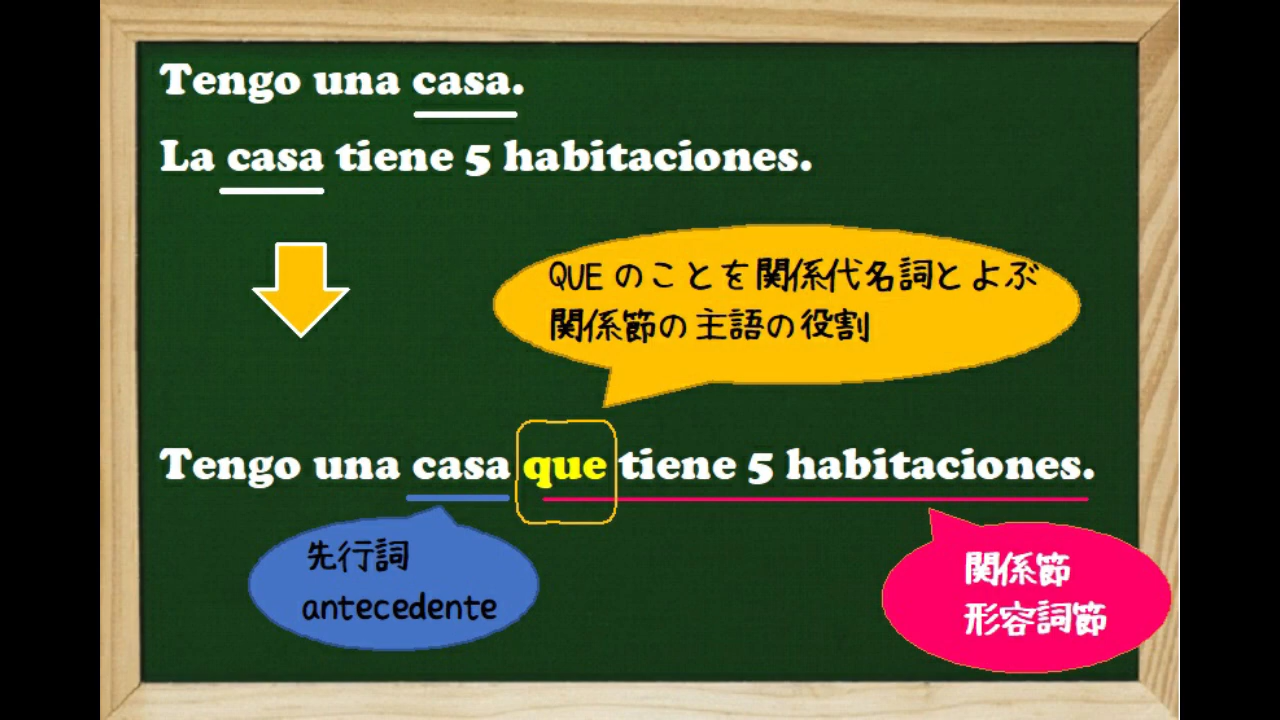 Tengo una casa.
La casa tiene 5 habitaciones.
QUE のことを関係代名詞とよぶ
関係節の主語の役割
Tengo una casa que tiene 5 habitaciones.
先行詞
antecedente
関係節
形容詞節